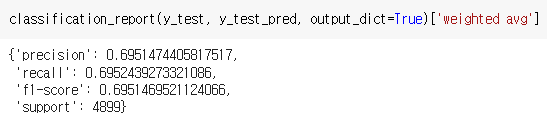 classification_report(y_test, y_test_pred, output_dict=True)['weighted avg']
{'precision': 0.6951474405817517,
'recall': 0.6952439273321086,
'f1-score': 0.6951469521124066,
'support': 4899}